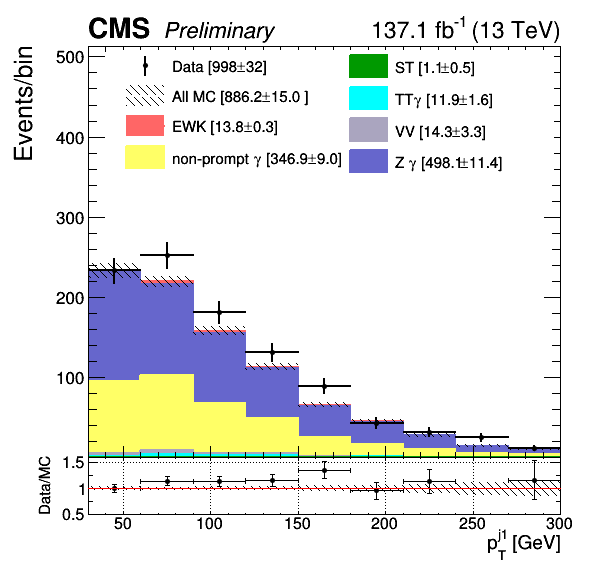 CMS Preliminary 137.1 fb⁻¹ (13 TeV)
Events/bin
500
400
300
200
100
Data [998±32]
All MC [886.2±15.0 ]
EWK [13.8±0.3]
non-prompt γ [346.9±9.0]
ST [1.1±0.5]
TTγ [11.9±1.6]
VV [14.3±3.3]
Z γ [498.1±11.4]
Data/MC
1.5
1
0.5
50 100 150 200 250 300
p_T^j1 [GeV]